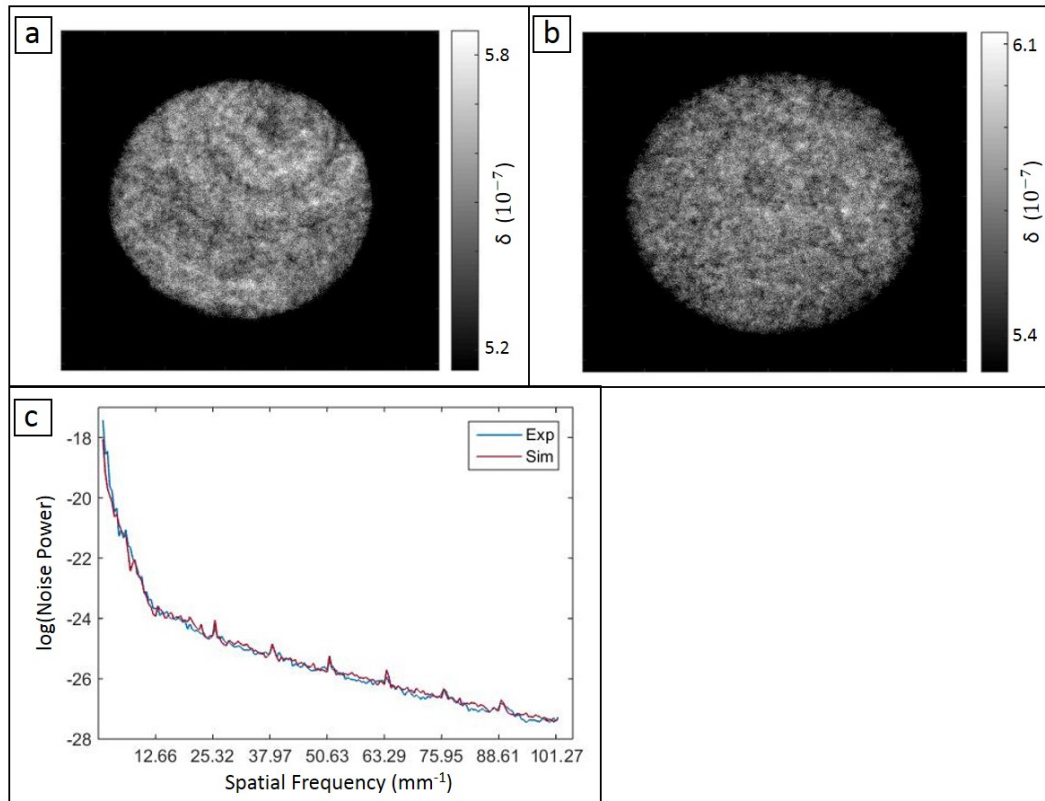 a
5.8
δ (10⁻⁷)
5.2
b
6.1
δ (10⁻⁷)
5.4
c
Exp
Sim
-18
-20
-22
-24
-26
-28
log(Noise Power)
12.66 25.32 37.97 50.63 63.29 75.95 88.61 101.27
Spatial Frequency (mm⁻¹)